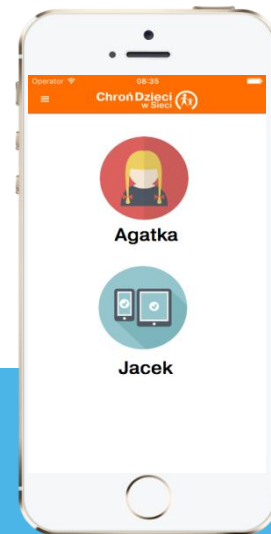 Operator 08:35
Chroń Dzieci
w Sieci
Agatka
Jacek